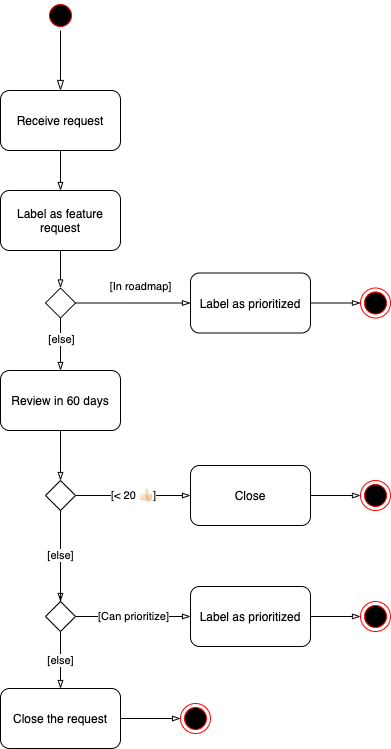 Receive request
Label as feature
request
[In roadmap]
Label as prioritized
[else]
Review in 60 days
[< 20 👍🏻]
Close
[else]
[Can prioritize]
Label as prioritized
[else]
Close the request